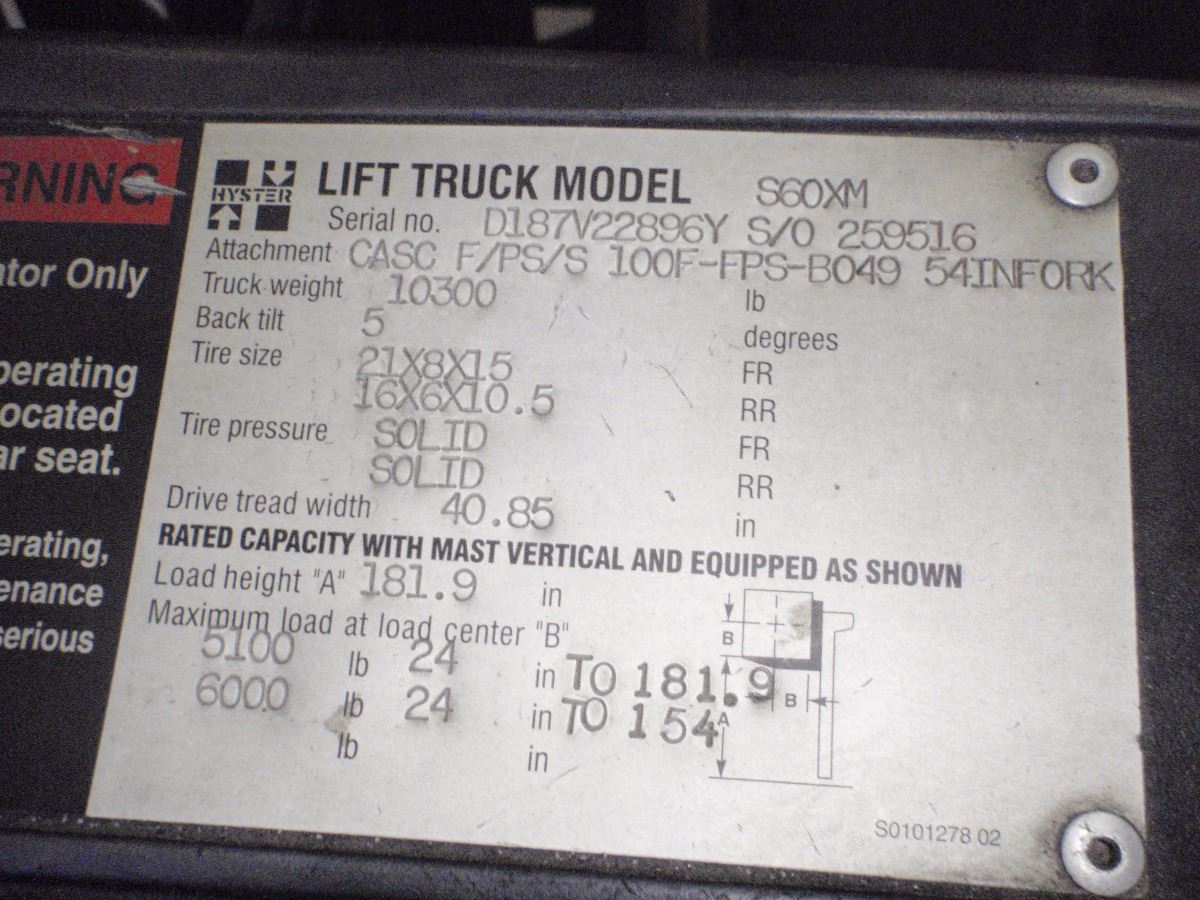 RNING
ator Only
perating
ocated
ar seat.
erating,
enance
serious
HYSTER
LIFT TRUCK MODEL S60XM
Serial no. D187V22896Y S/O 259516
Attachment CASC F/PS/S 100F-FPS-B049 54INFORK
Truck weight 10300 lb
Back tilt 5 degrees
Tire size 21X8X15 FR
16X6X10.5 RR
Tire pressure SOLID FR
SOLID RR
Drive tread width 40.85 in
RATED CAPACITY WITH MAST VERTICAL AND EQUIPPED AS SHOWN
Load height "A" 181.9 in
Maximum load at load center "B"
5100 lb 24 in TO 181.9
6000 lb 24 in TO 154
lb in
B
B
A
S0101278 02